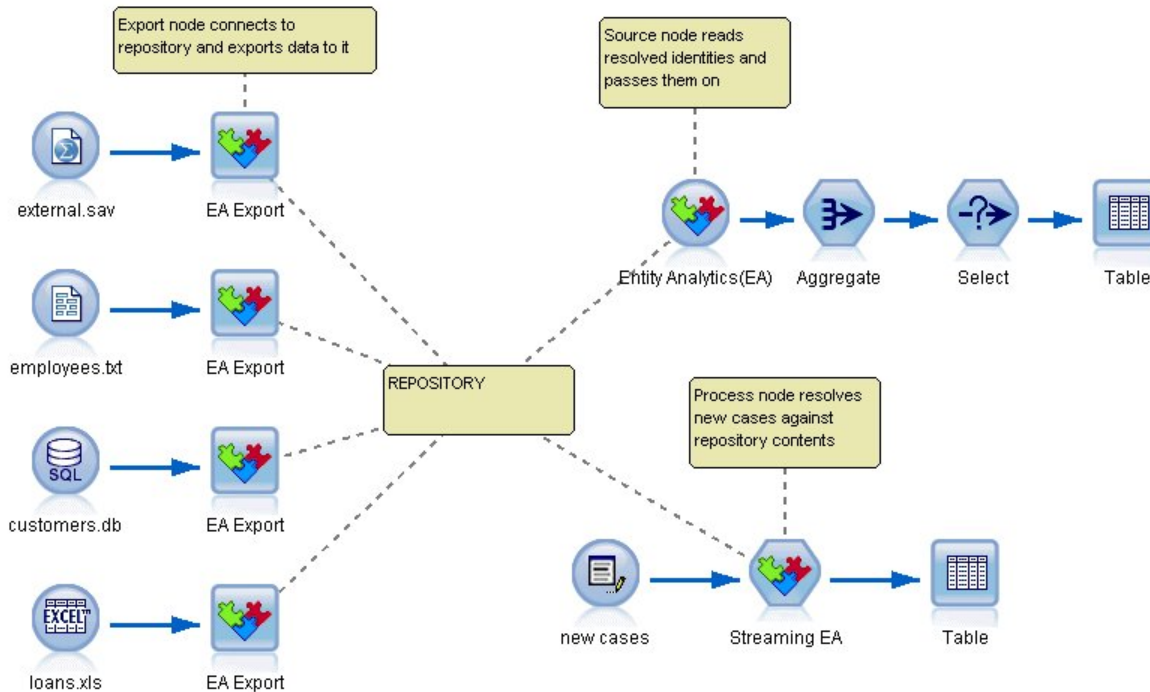 Export node connects to
repository and exports data to it
Source node reads
resolved identities and
passes them on
external.sav
EA Export
Entity Analytics(EA)
Aggregate
Select
Table
employees.txt
EA Export
REPOSITORY
Process node resolves
new cases against
repository contents
SQL
customers.db
EA Export
new cases
Streaming EA
Table
EXCEL™
loans.xls
EA Export